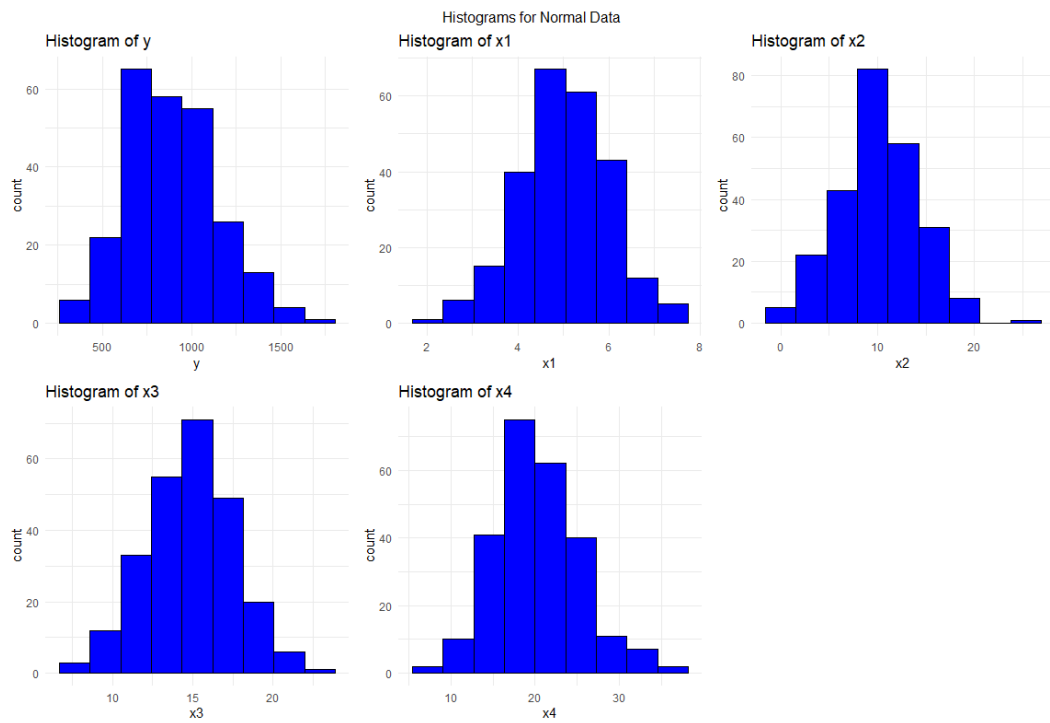 Histograms for Normal Data
Histogram of y
count
60
40
20
0
500 1000 1500
y
Histogram of x1
count
60
40
20
0
2 4 6 8
x1
Histogram of x2
count
80
60
40
20
0
0 10 20
x2
Histogram of x3
count
60
40
20
0
10 15 20
x3
Histogram of x4
count
60
40
20
0
10 20 30
x4